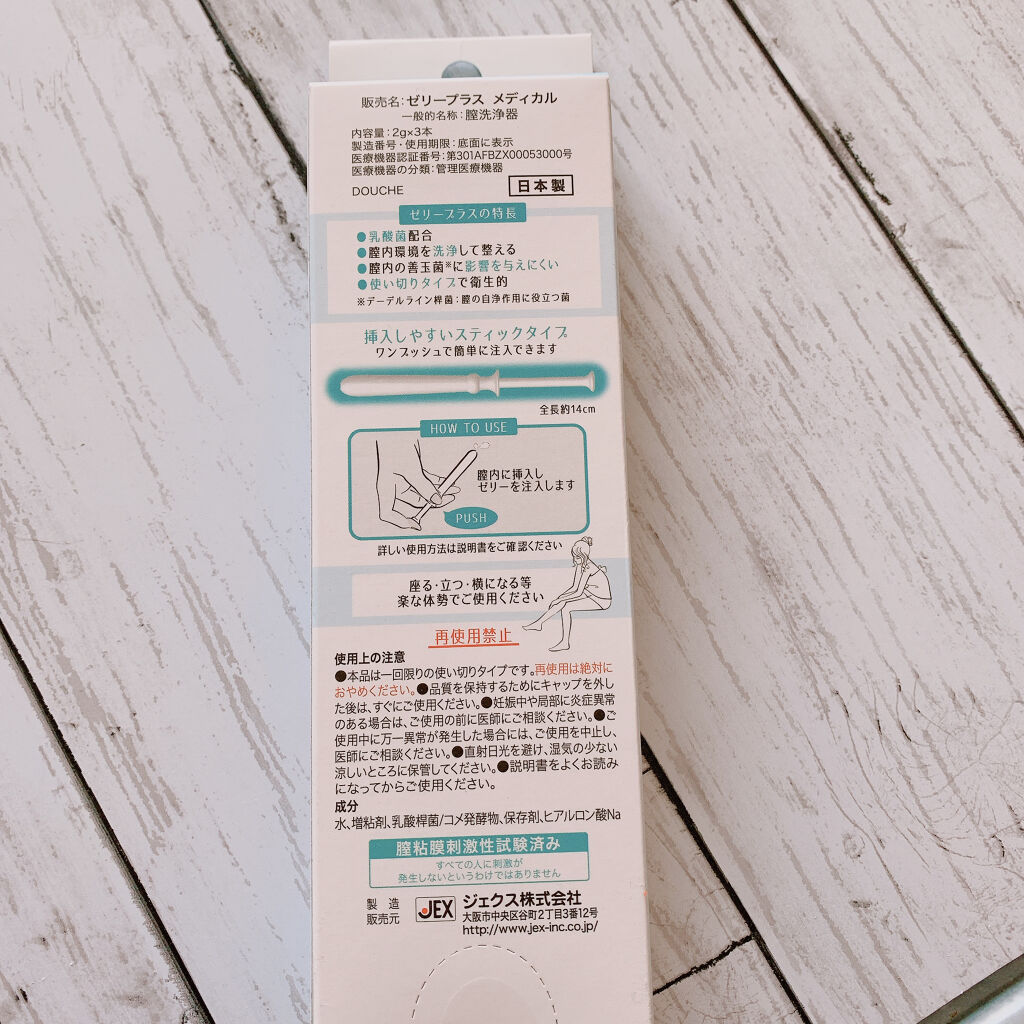 販売名:ゼリープラス メディカル
一般的名称:膣洗浄器
内容量:2g×3本
製造番号・使用期限:底面に表示
医療機器認証番号:第301AFBZX00053000号
医療機器の分類:管理医療機器
DOUCHE
日本製
ゼリープラスの特長
●乳酸菌配合
●膣内環境を洗浄して整える
●膣内の善玉菌※に影響を与えにくい
●使い切りタイプで衛生的
※デーデルライン桿菌:膣の自浄作用に役立つ菌
挿入しやすいスティックタイプ
ワンプッシュで簡単に注入できます
全長約14cm
HOW TO USE
膣内に挿入し
ゼリーを注入します
PUSH
詳しい使用方法は説明書をご確認ください
座る・立つ・横になる等
楽な体勢でご使用ください
再使用禁止
使用上の注意
●本品は一回限りの使い切りタイプです。再使用は絶対に
おやめください。●品質を保持するためにキャップを外し
た後は、すぐにご使用ください。●妊娠中や局部に炎症異常
のある場合は、ご使用の前に医師にご相談ください。●ご
使用中に万一異常が発生した場合には、ご使用を中止し、
医師にご相談ください。●直射日光を避け、湿気の少ない
涼しいところに保管してください。●説明書をよくお読み
になってからご使用ください。
成分
水、増粘剤、乳酸桿菌/コメ発酵物、保存剤、ヒアルロン酸Na
膣粘膜刺激性試験済み
すべての人に刺激が
発生しないというわけではありません
製造
販売元
JEX
ジェクス株式会社
大阪市中央区谷町2丁目3番12号
http://www.jex-inc.co.jp/